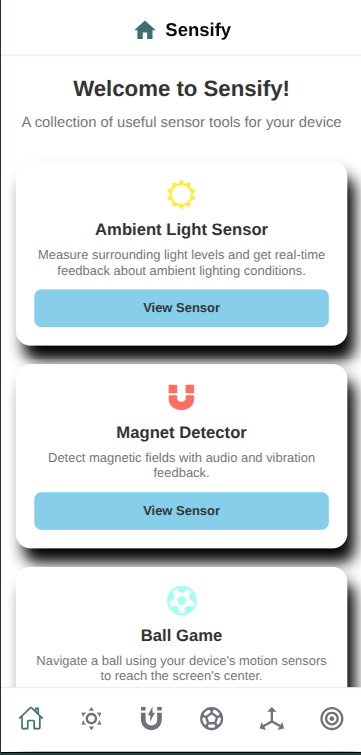 Sensify
Welcome to Sensify!
A collection of useful sensor tools for your device
Ambient Light Sensor
Measure surrounding light levels and get real-time
feedback about ambient lighting conditions.
View Sensor
Magnet Detector
Detect magnetic fields with audio and vibration
feedback.
View Sensor
Ball Game
Navigate a ball using your device's motion sensors
to reach the screen's center.